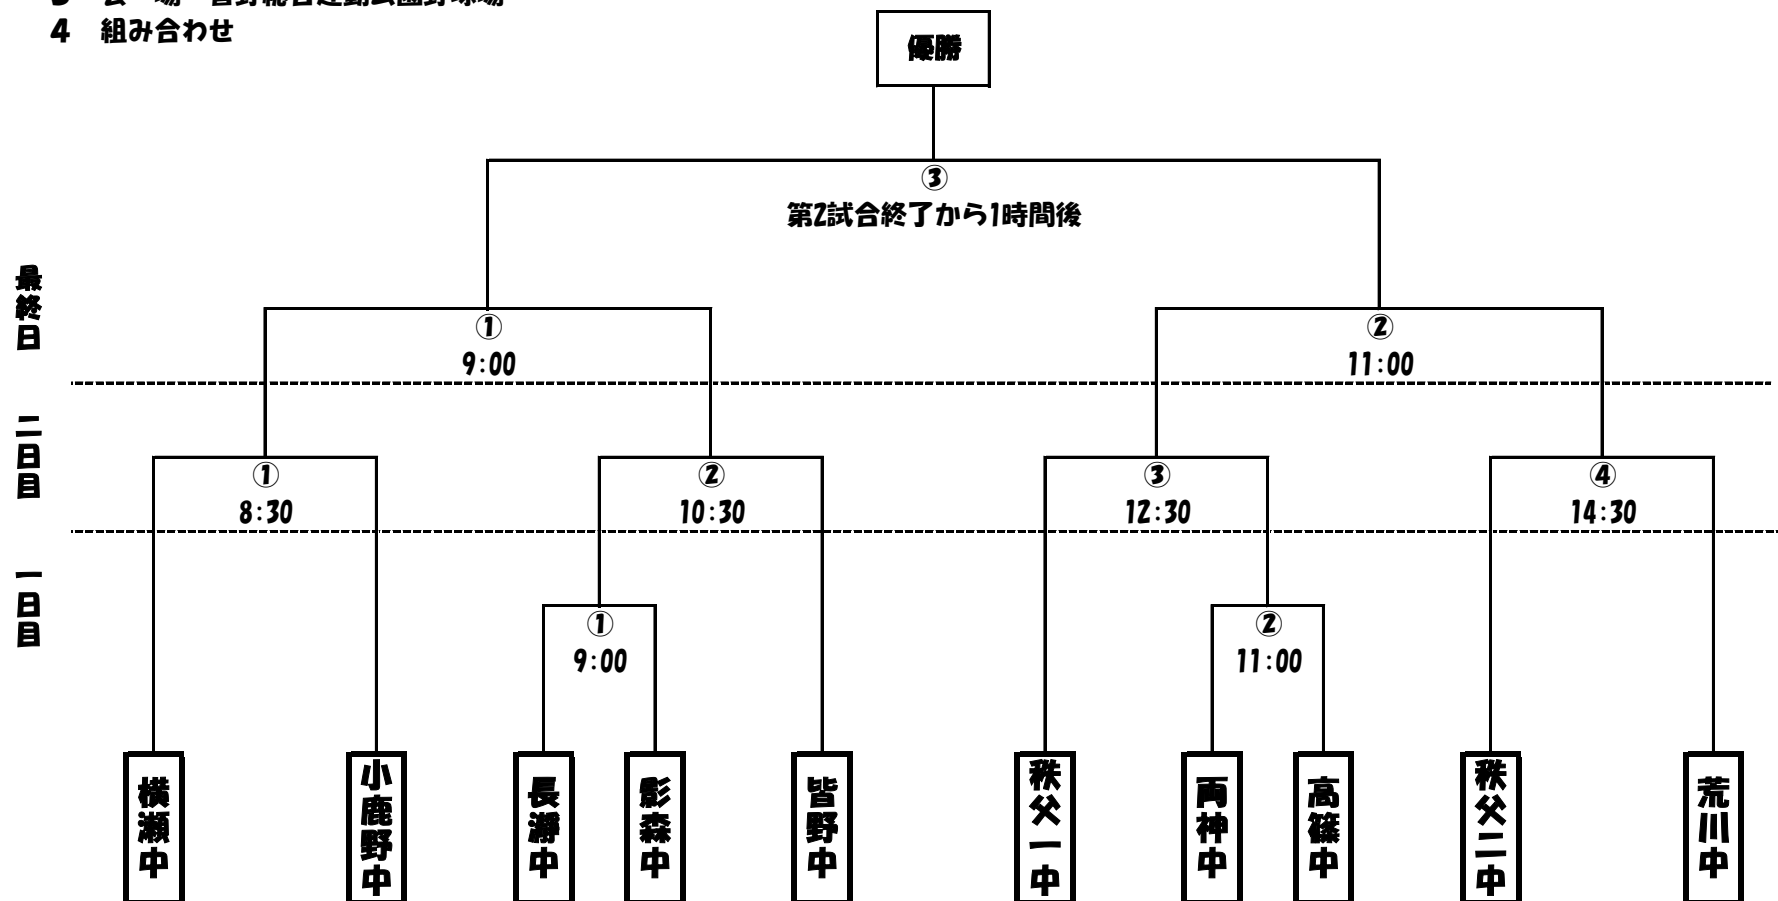 4 組み合わせ
優勝
③
第2試合終了から1時間後
最終日
①
9:00
②
11:00
二日目
①
8:30
②
10:30
③
12:30
④
14:30
一日目
①
9:00
②
11:00
横瀬中
小鹿野中
長瀞中
影森中
皆野中
秩父一中
両神中
高篠中
秩父二中
荒川中